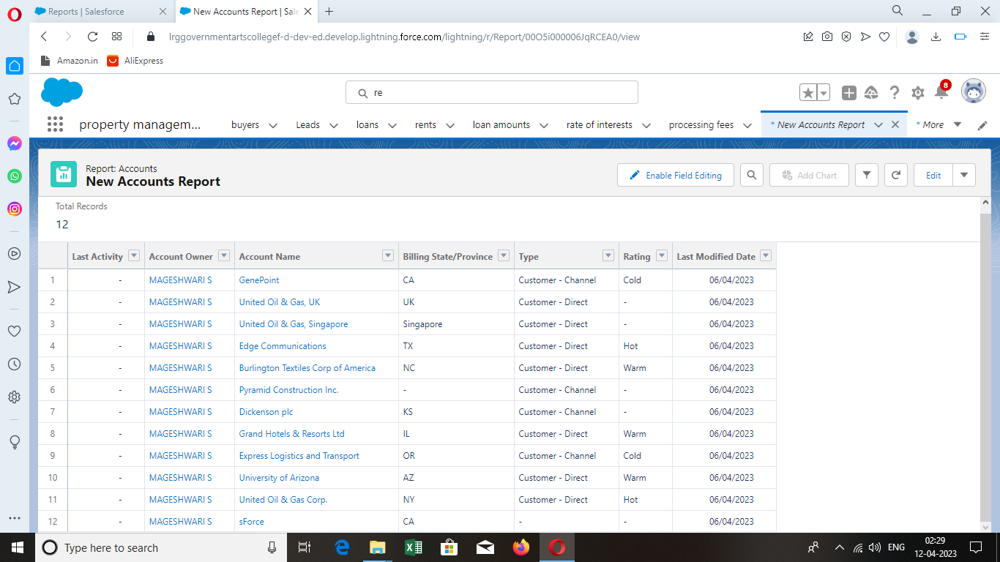 Reports | Salesforce
New Accounts Report | Sale
lrggovernmentartscollegef-d-dev-ed.develop.lightning.force.com/lightning/r/Report/00O5i000006JqRCEA0/view
Amazon.in AliExpress
re
8
property managem... buyers Leads loans rents loan amounts rate of interests processing fees * New Accounts Report * More
Report: Accounts
New Accounts Report
Enable Field Editing Add Chart Edit
Total Records
12
Last Activity Account Owner Account Name Billing State/Province Type Rating Last Modified Date
1 - MAGESHWARI S GenePoint CA Customer - Channel Cold 06/04/2023
2 - MAGESHWARI S United Oil & Gas, UK UK Customer - Direct - 06/04/2023
3 - MAGESHWARI S United Oil & Gas, Singapore Singapore Customer - Direct - 06/04/2023
4 - MAGESHWARI S Edge Communications TX Customer - Direct Hot 06/04/2023
5 - MAGESHWARI S Burlington Textiles Corp of America NC Customer - Direct Warm 06/04/2023
6 - MAGESHWARI S Pyramid Construction Inc. - Customer - Channel - 06/04/2023
7 - MAGESHWARI S Dickenson plc KS Customer - Channel - 06/04/2023
8 - MAGESHWARI S Grand Hotels & Resorts Ltd IL Customer - Direct Warm 06/04/2023
9 - MAGESHWARI S Express Logistics and Transport OR Customer - Channel Cold 06/04/2023
10 - MAGESHWARI S University of Arizona AZ Customer - Direct Warm 06/04/2023
11 - MAGESHWARI S United Oil & Gas Corp. NY Customer - Direct Hot 06/04/2023
12 - MAGESHWARI S sForce CA - - 06/04/2023
Type here to search
ENG
02:29
12-04-2023